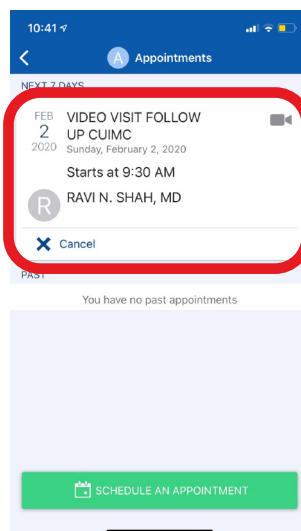 10:41
A Appointments
NEXT 7 DAYS
FEB
2
2020
VIDEO VISIT FOLLOW
UP CUIMC
Sunday, February 2, 2020
Starts at 9:30 AM
R RAVI N. SHAH, MD
Cancel
PAST
You have no past appointments
SCHEDULE AN APPOINTMENT